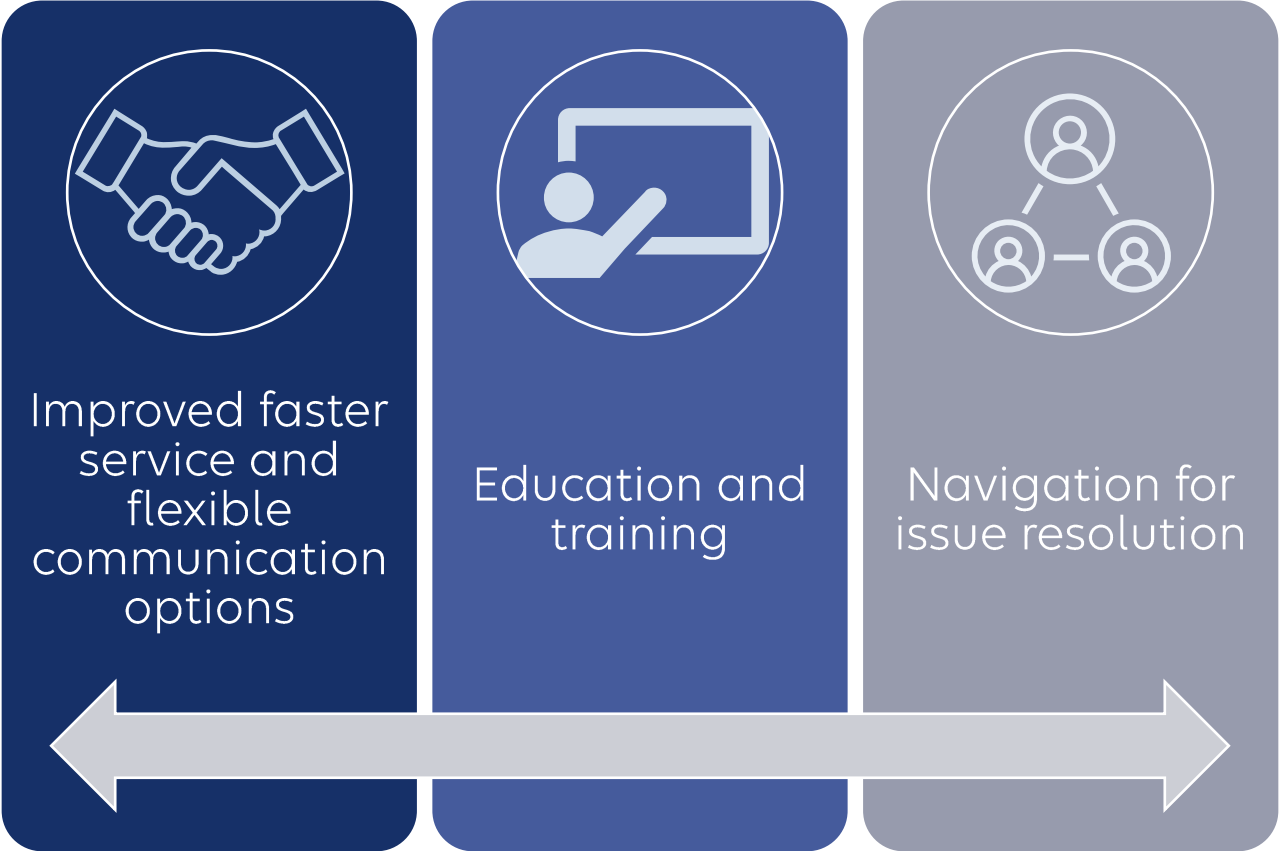 Improved faster
service and
flexible
communication
options
Education and
training
Navigation for
issue resolution